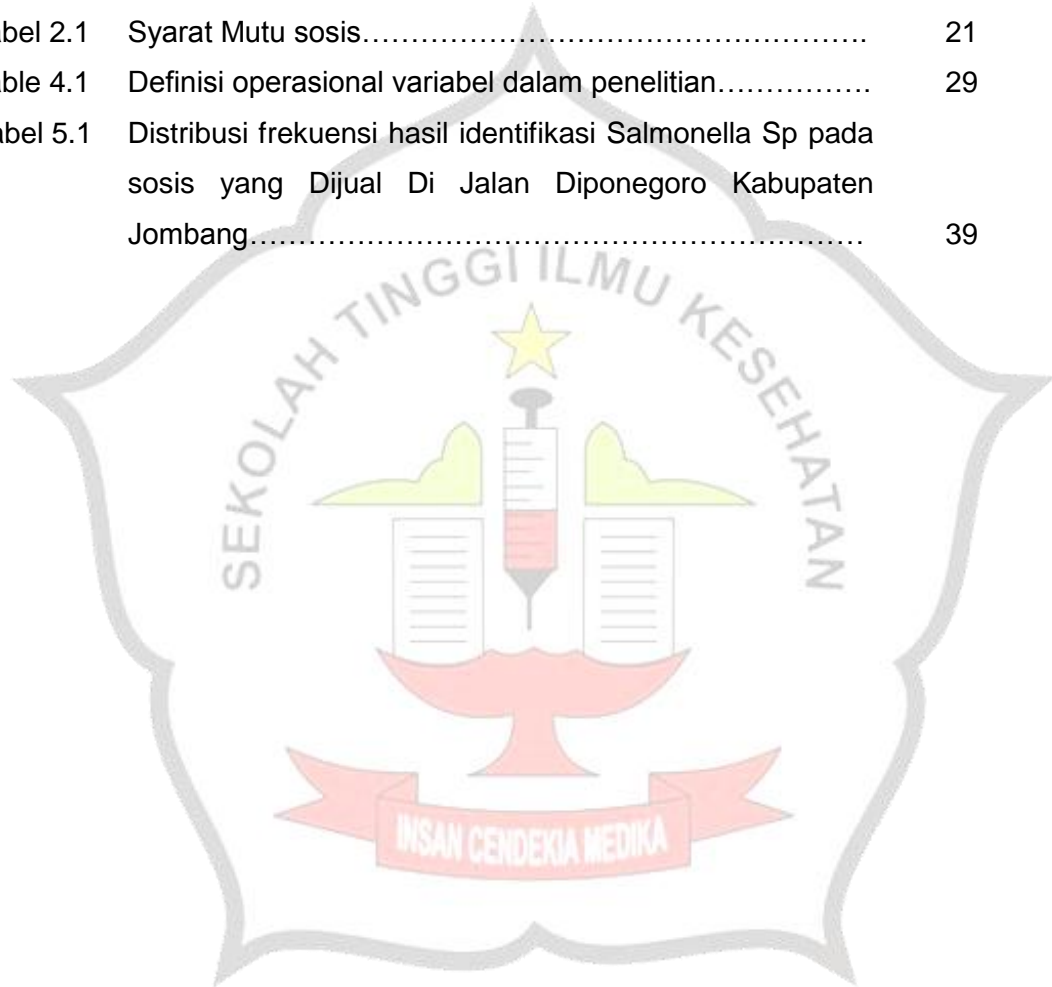 abel 2.1 Syarat Mutu sosis……………………………………………. 21
able 4.1 Definisi operasional variabel dalam penelitian……………. 29
abel 5.1 Distribusi frekuensi hasil identifikasi Salmonella Sp pada
sosis yang Dijual Di Jalan Diponegoro Kabupaten
Jombang……………………………………………………… 39
SEKOLAH TINGGI ILMU KESEHATAN
INSAN CENDEKIA MEDIKA